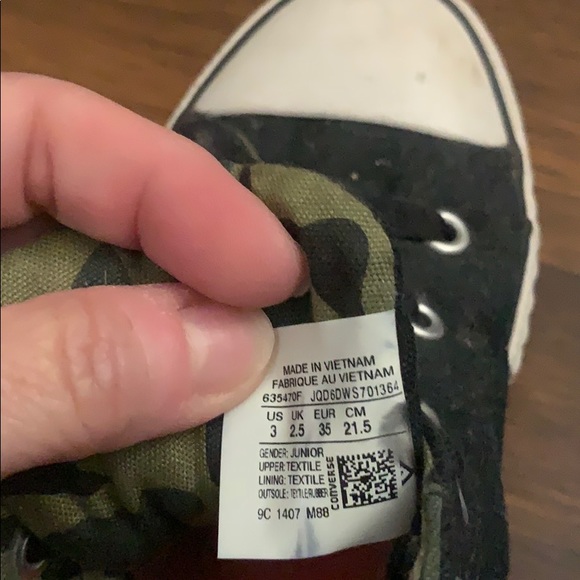 MADE IN VIETNAM
FABRIQUE AU VIETNAM
635470F JQD6DWS701364
US UK EUR CM
3 2.5 35 21.5
GENDER: JUNIOR
UPPER: TEXTILE
LINING: TEXTILE
OUTSOLE: TEXTILE/RUBBER
CONVERSE
9C 1407 M88